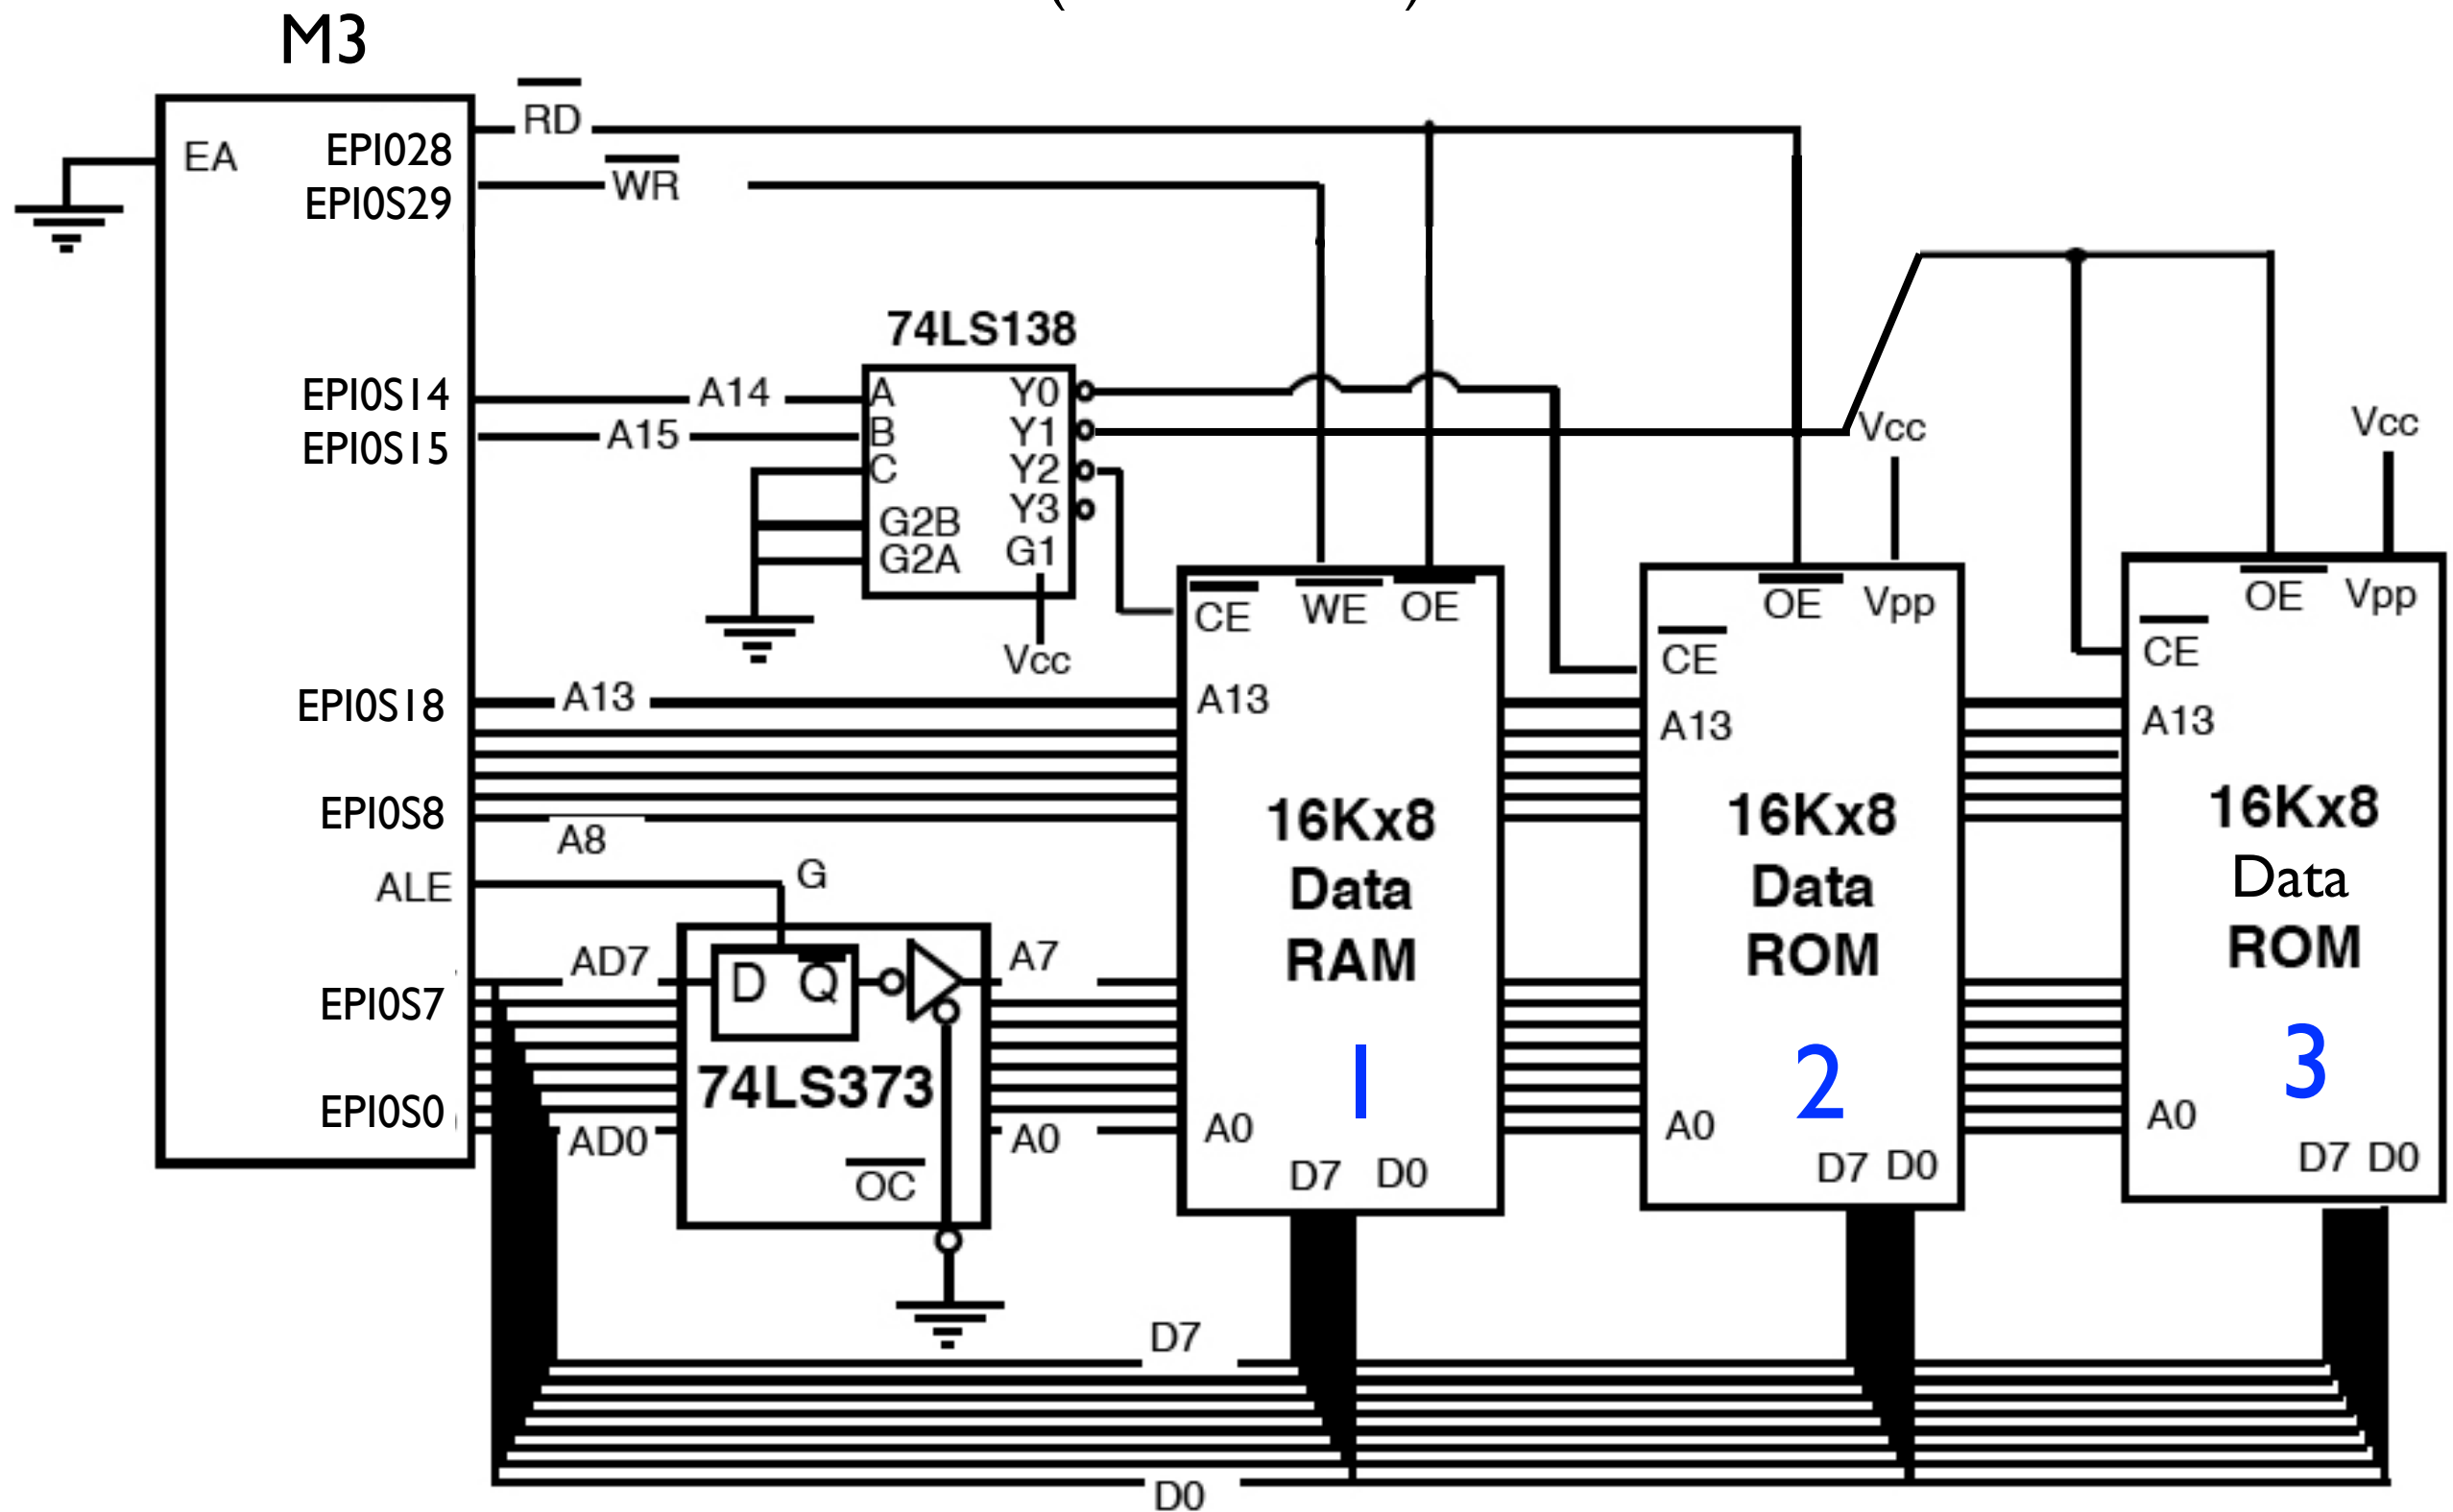 ( )
M3
RD
EPI028
EA
WR
EPI0S29
74LS138
EPI0S14
A14
A
Y0
EPI0S15
A15
B
Y1
C
Y2
G2B
Y3
G2A
G1
Vcc
Vcc
Vcc
CE
WE
OE
OE
Vpp
OE
Vpp
CE
CE
EPI0S18
A13
A13
A13
A13
EPI0S8
A8
16Kx8
Data
RAM
1
16Kx8
Data
ROM
2
16Kx8
Data
ROM
3
ALE
G
AD7
D
Q
A7
EPI0S7
74LS373
EPI0S0
AD0
A0
A0
A0
A0
OC
D7 D0
D7 D0
D7 D0
D7
D0